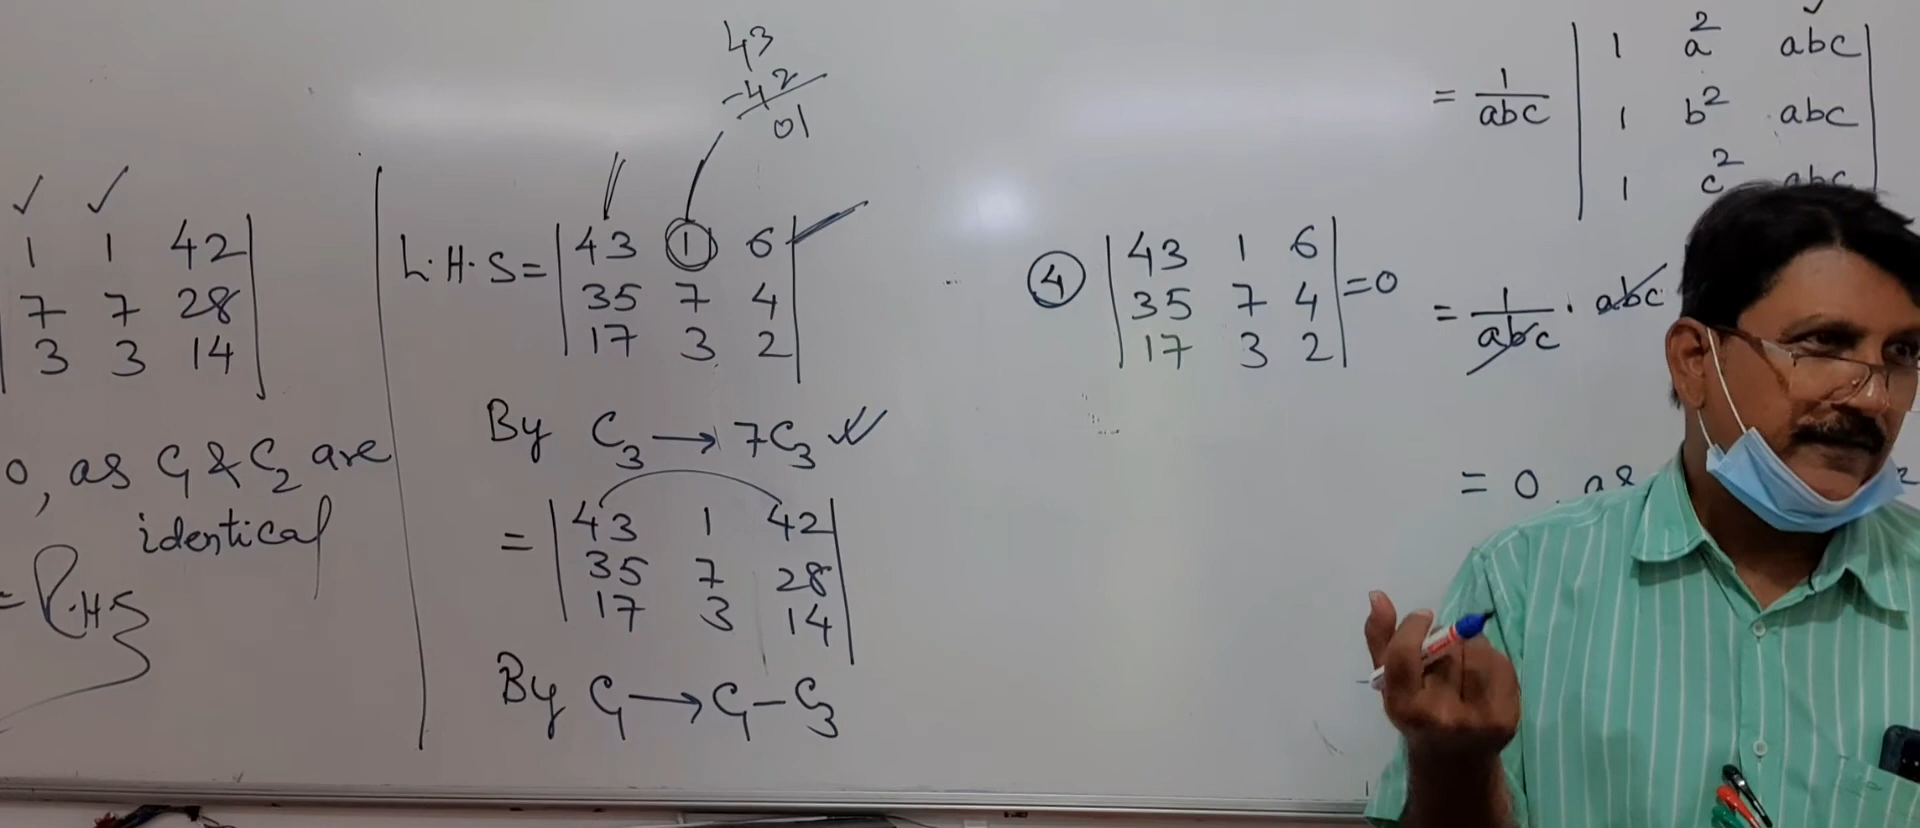 1 1 42
7 7 28
3 3 14
0, as C₁ & C₂ are
identical
= R.H.S
43
-42
01
L.H.S = | 43 1 6 |
| 35 7 4 |
| 17 3 2 |
By C₃ → 7C₃
= | 43 1 42 |
| 35 7 28 |
| 17 3 14 |
By C₁ → C₁ - C₃
④ | 43 1 6 | = 0
| 35 7 4 |
| 17 3 2 |
= 1/abc | 1 a² abc |
| 1 b² abc |
| 1 c² abc
= 1/abc · abc
= 0, as